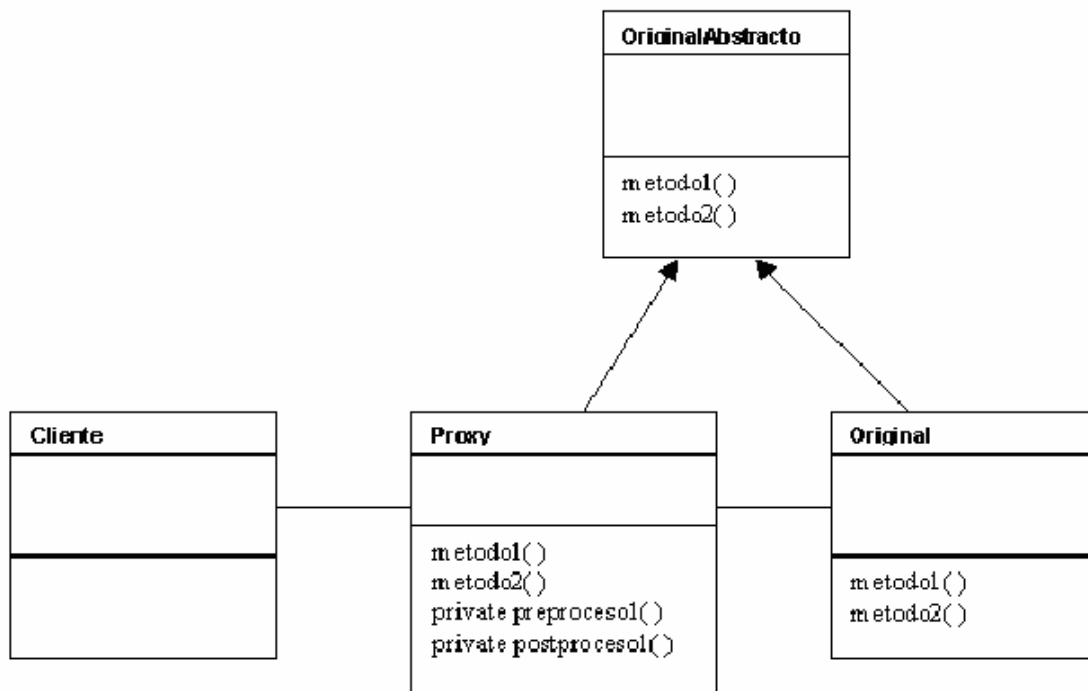 OriginalAbstracto
metodo1()
metodo2()
Cliente
Proxy
metodo1()
metodo2()
private preproceso1()
private postproceso1()
Original
metodo1()
metodo2()